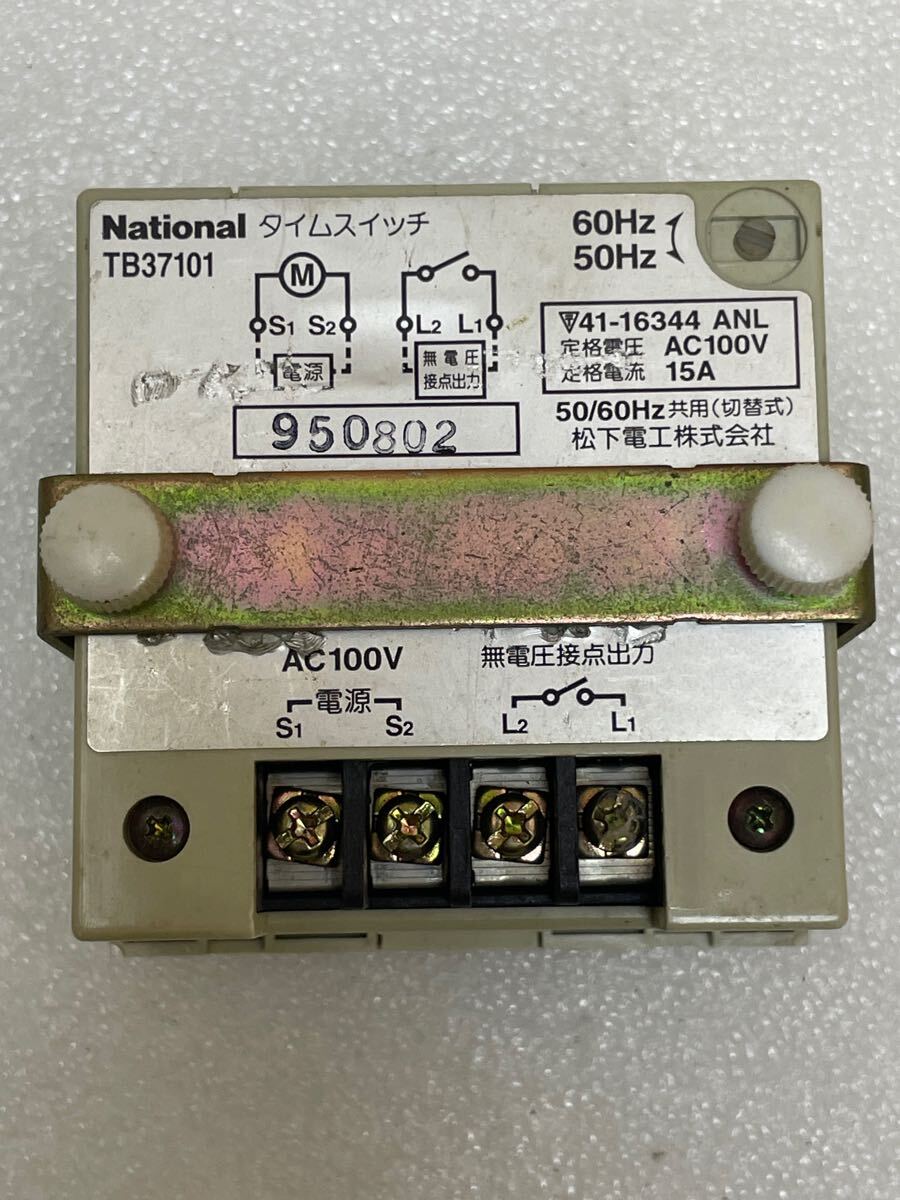 National タイムスイッチ
TB37101
60Hz
50Hz
M
S1 S2
電源
L2 L1
無電圧
接点出力
41-16344 ANL
定格電圧 AC100V
定格電流 15A
950802
50/60Hz共用(切替式)
松下電工株式会社
AC100V
電源
S1 S2
無電圧接点出力
L2 L1